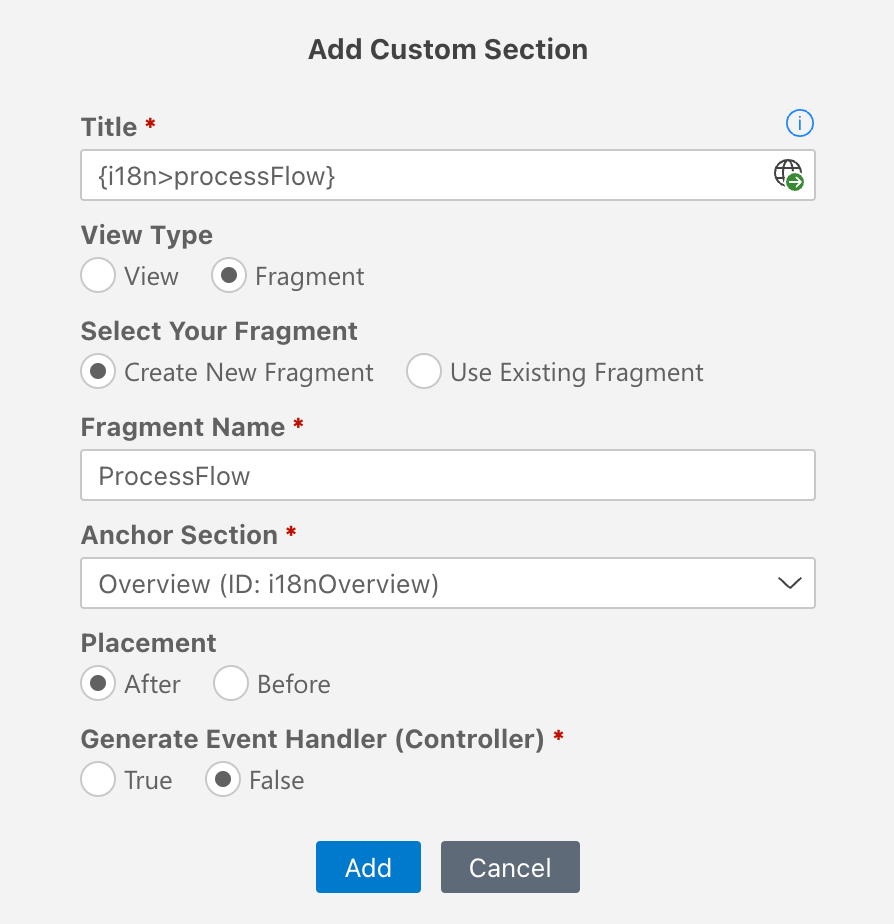 Add Custom Section
Title *
{i18n>processFlow}
View Type
View Fragment
Select Your Fragment
Create New Fragment Use Existing Fragment
Fragment Name *
ProcessFlow
Anchor Section *
Overview (ID: i18nOverview)
Placement
After Before
Generate Event Handler (Controller) *
True False
Add Cancel